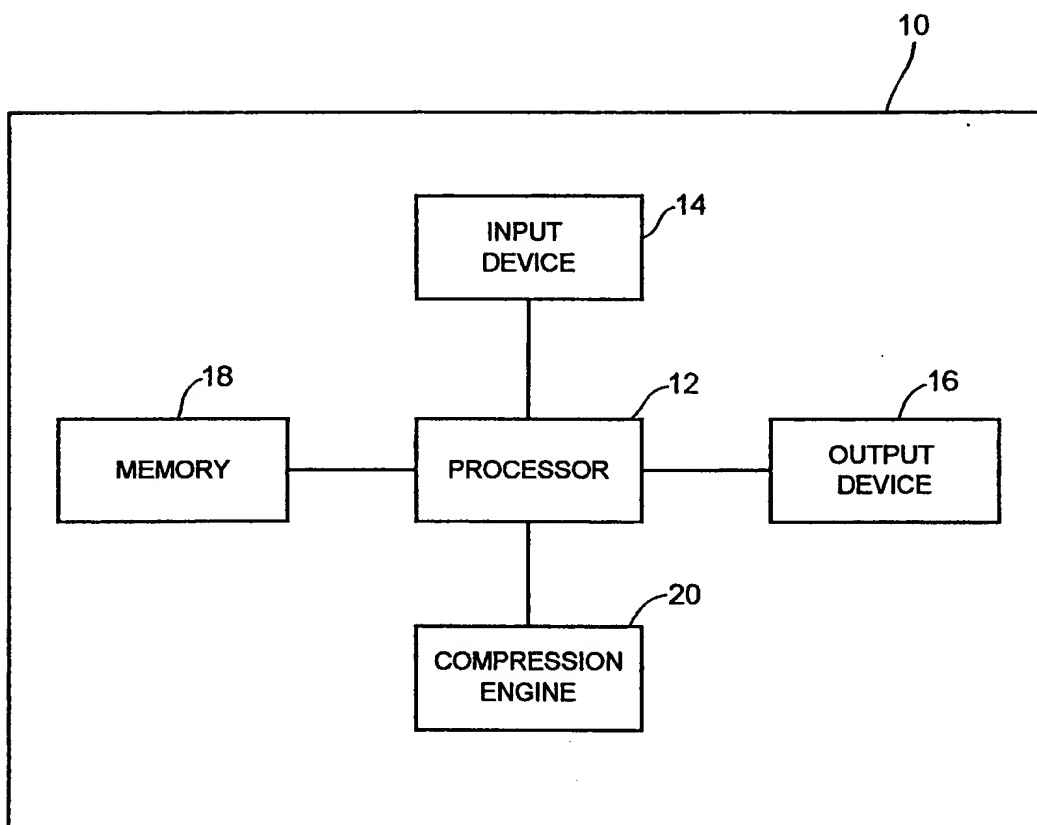 10
INPUT
DEVICE
14
18
MEMORY
12
PROCESSOR
16
OUTPUT
DEVICE
20
COMPRESSION
ENGINE